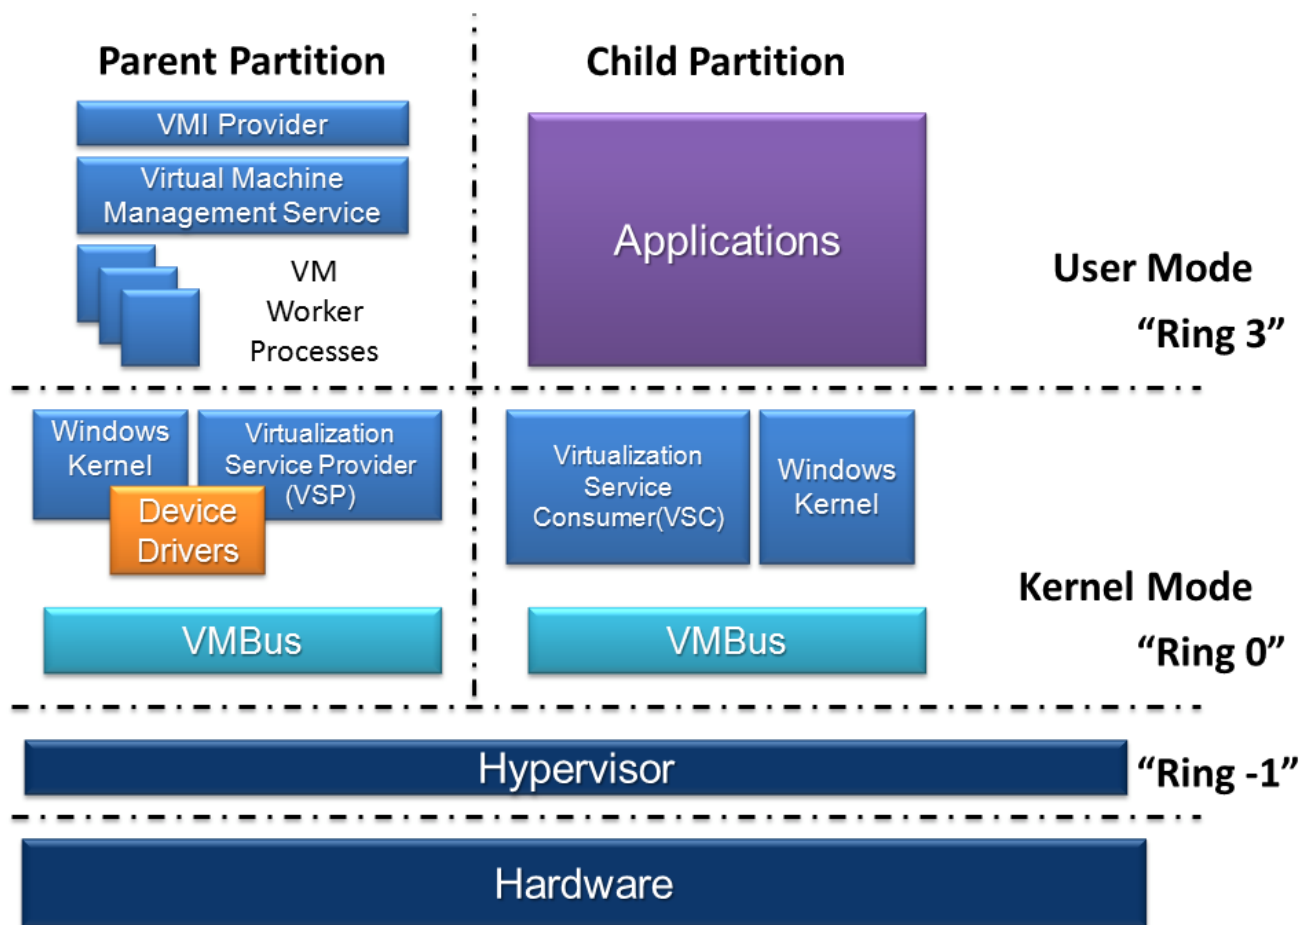 Parent Partition
Child Partition
VMI Provider
Virtual Machine
Management Service
VM
Worker
Processes
Applications
User Mode
“Ring 3”
Windows
Kernel
Virtualization
Service Provider
(VSP)
Device
Drivers
Virtualization
Service
Consumer(VSC)
Windows
Kernel
Kernel Mode
“Ring 0”
VMBus
VMBus
Hypervisor
“Ring -1”
Hardware